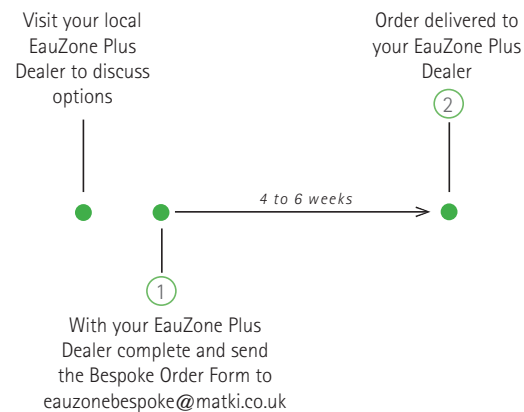 Visit your local
EauZone Plus
Dealer to discuss
options
Order delivered to
your EauZone Plus
Dealer
2
4 to 6 weeks
1
With your EauZone Plus
Dealer complete and send
the Bespoke Order Form to
eauzonebespoke@matki.co.uk